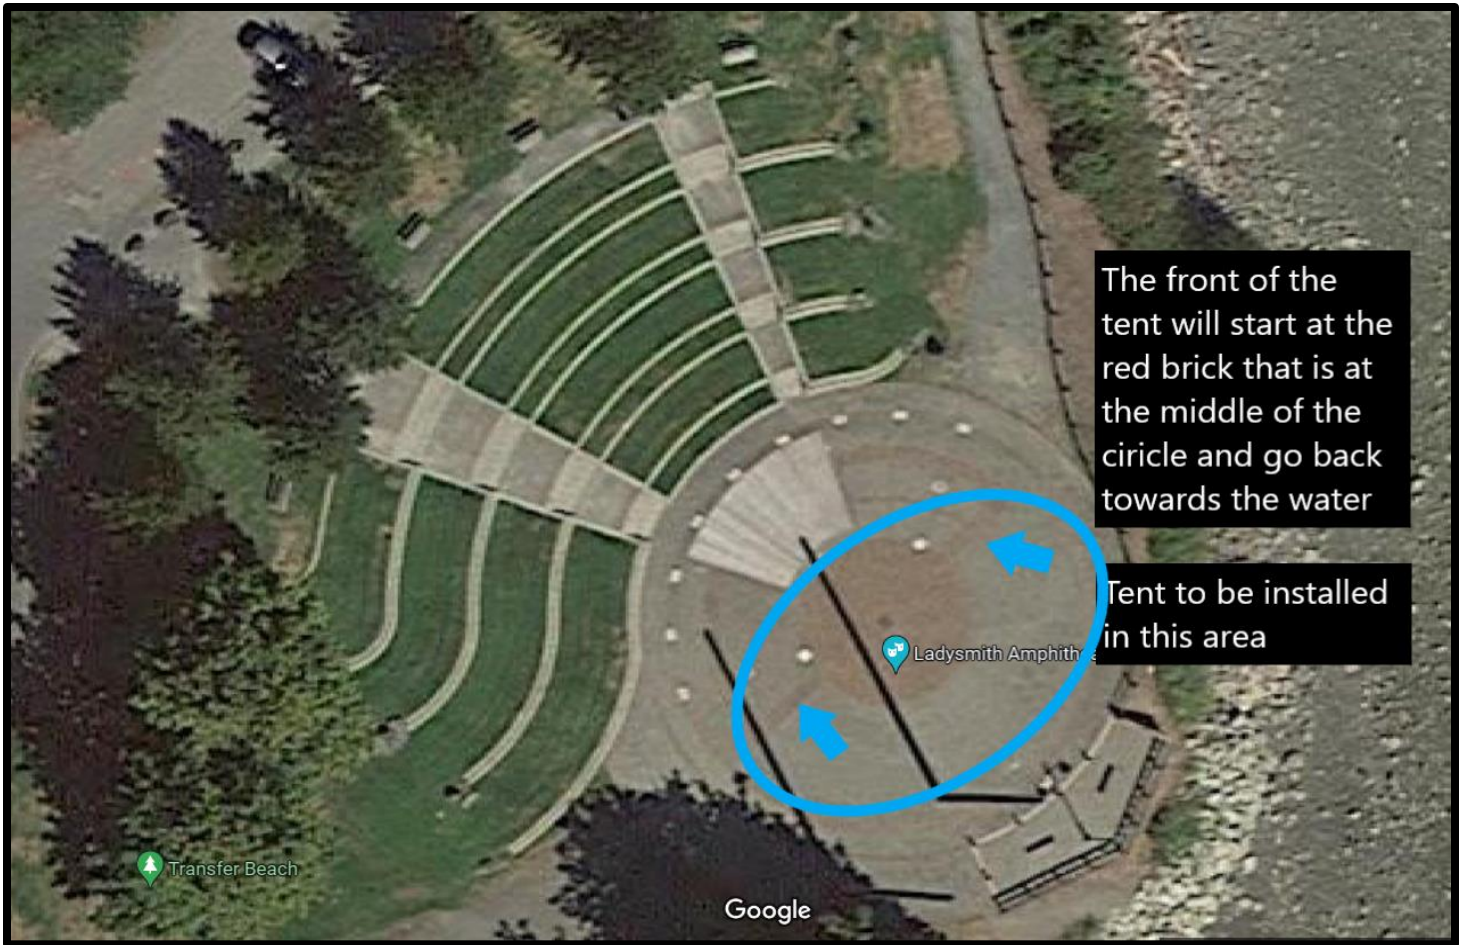 The front of the
tent will start at the
red brick that is at
the middle of the
ciricle and go back
towards the water
Tent to be installed
in this area
Ladysmith Amphithea
Transfer Beach
Google